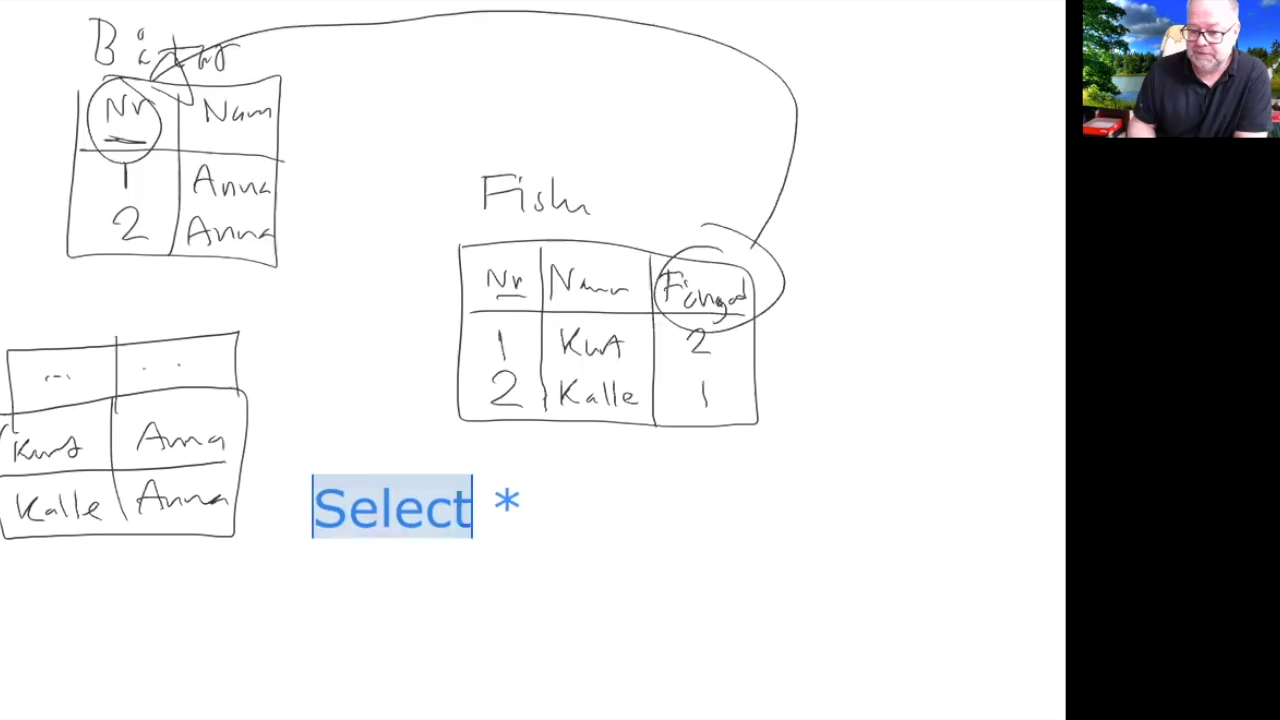 Nr Namn
1 Anna
2 Anna
Nr Namn Fångad
1 Kurt 2
2 Kalle 1
... ...
Kurt Anna
Kalle Anna
Select *